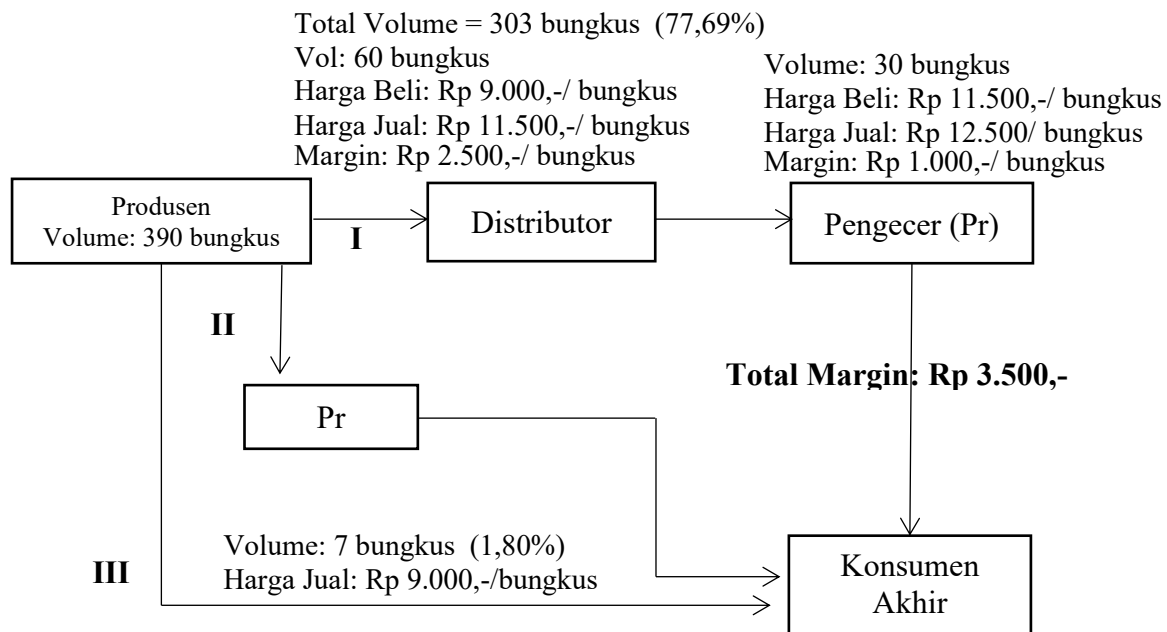 Total Volume = 303 bungkus (77,69%)
Vol: 60 bungkus
Harga Beli: Rp 9.000,-/ bungkus
Harga Jual: Rp 11.500,-/ bungkus
Margin: Rp 2.500,-/ bungkus
Volume: 30 bungkus
Harga Beli: Rp 11.500,-/ bungkus
Harga Jual: Rp 12.500/ bungkus
Margin: Rp 1.000,-/ bungkus
Produsen
Volume: 390 bungkus
I
Distributor
Pengecer (Pr)
II
Total Margin: Rp 3.500,-
Pr
Volume: 7 bungkus (1,80%)
Harga Jual: Rp 9.000,-/bungkus
III
Konsumen
Akhir